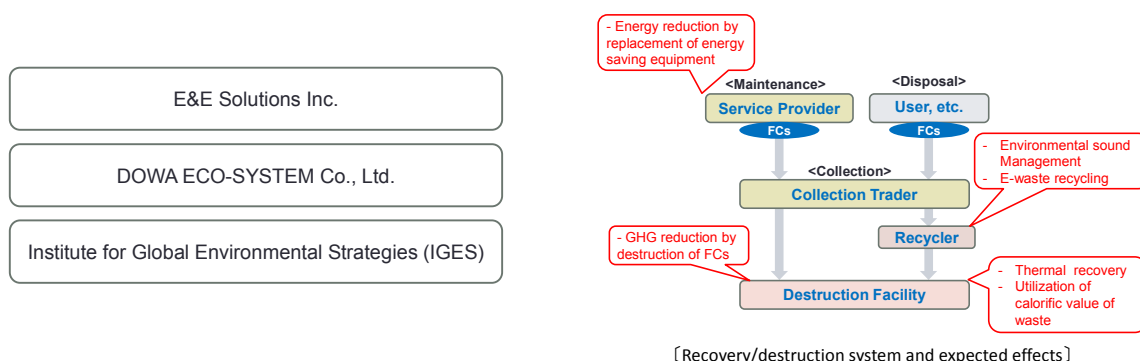 E&E Solutions Inc.
DOWA ECO-SYSTEM Co., Ltd.
Institute for Global Environmental Strategies (IGES)
- Energy reduction by
replacement of energy
saving equipment
<Maintenance>
<Disposal>
Service Provider
User, etc.
FCs
FCs
- Environmental sound
Management
- E-waste recycling
<Collection>
Collection Trader
Recycler
- GHG reduction by
destruction of FCs
Destruction Facility
- Thermal recovery
- Utilization of
calorific value of
waste
〔Recovery/destruction system and expected effects〕